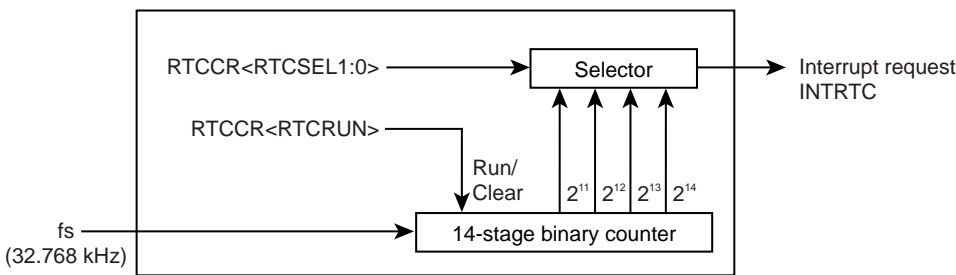 RTCCR<RTCSEL1:0>
Selector
Interrupt request
INTRTC
RTCCR<RTCRUN>
Run/
Clear
2¹¹ 2¹² 2¹³ 2¹⁴
fs
(32.768 kHz)
14-stage binary counter